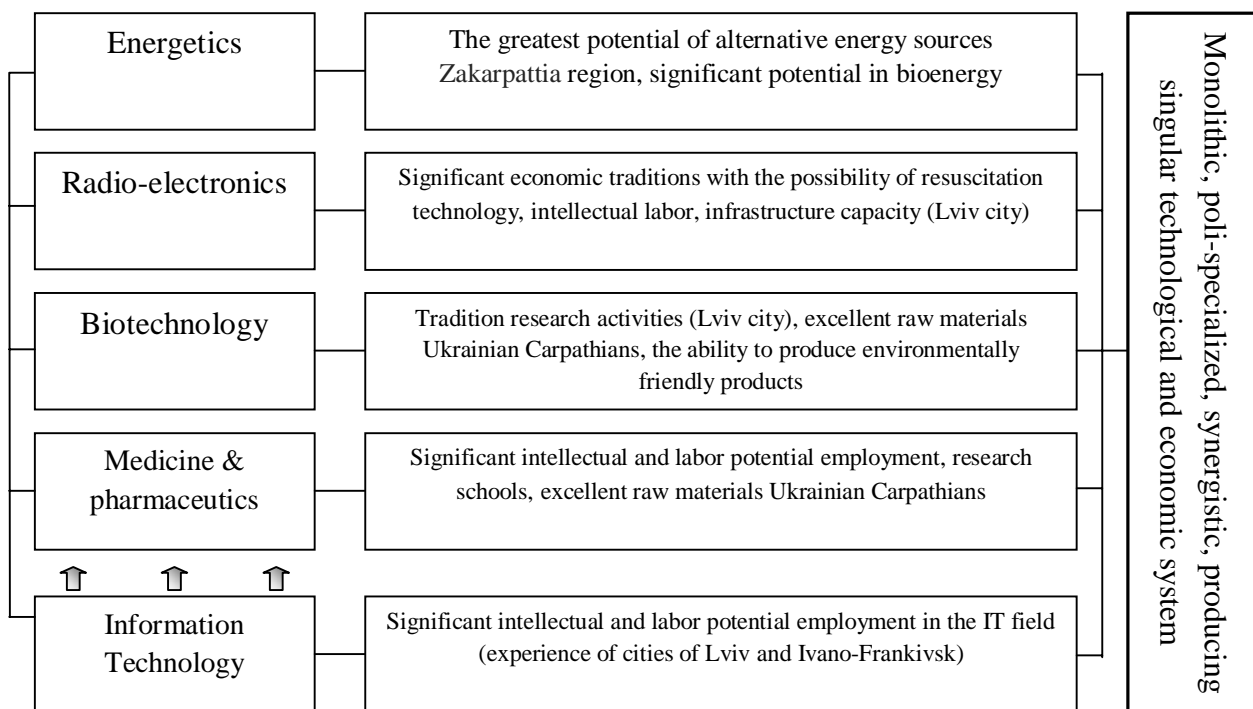 Energetics
The greatest potential of alternative energy sources
Zakarpattia region, significant potential in bioenergy
Radio-electronics
Significant economic traditions with the possibility of resuscitation
technology, intellectual labor, infrastructure capacity (Lviv city)
Biotechnology
Tradition research activities (Lviv city), excellent raw materials
Ukrainian Carpathians, the ability to produce environmentally
friendly products
Medicine &
pharmaceutics
Significant intellectual and labor potential employment, research
schools, excellent raw materials Ukrainian Carpathians
Information
Technology
Significant intellectual and labor potential employment in the IT field
(experience of cities of Lviv and Ivano-Frankivsk)
Monolithic, poli-specialized, synergistic, producing
singular technological and economic system